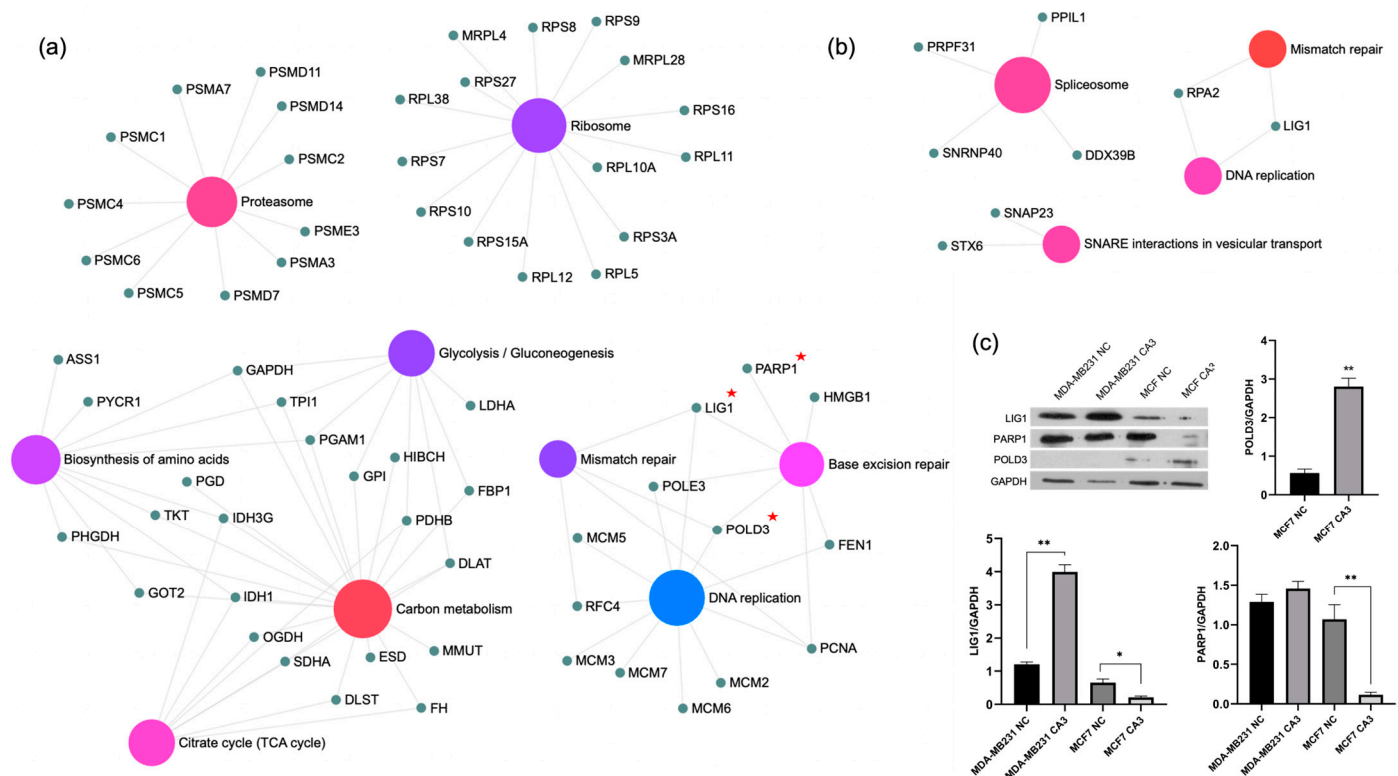 (a)
PSMD11
PSMA7
PSMD14
PSMC1
PSMC2
Proteasome
PSMC4
PSME3
PSMC6
PSMA3
PSMC5
PSMD7
RPS8
RPS9
MRPL4
MRPL28
RPS27
RPL38
RPS16
Ribosome
RPS7
RPL10A
RPL11
RPS10
RPS15A
RPS3A
RPL12
RPL5
ASS1
GAPDH
Glycolysis / Gluconeogenesis
PYCR1
TPI1
LDHA
PGAM1
Biosynthesis of amino acids
HIBCH
PGD
GPI
FBP1
TKT
IDH3G
PDHB
PHGDH
DLAT
GOT2
IDH1
Carbon metabolism
OGDH
SDHA
ESD
MMUT
DLST
FH
Citrate cycle (TCA cycle)
PARP1
LIG1
HMGB1
Mismatch repair
Base excision repair
POLE3
POLD3
MCM5
FEN1
DNA replication
RFC4
PCNA
MCM3
MCM7
MCM2
MCM6
(b)
PPIL1
PRPF31
Spliceosome
SNRNP40
DDX39B
Mismatch repair
RPA2
LIG1
DNA replication
SNAP23
STX6
SNARE interactions in vesicular transport
(c)
MDA-MB231 NC
MDA-MB231 CA3
MCF NC
MCF CA3
LIG1
PARP1
POLD3
GAPDH
POLD3/GAPDH
4
3
2
1
0
**
MCF7 NC
MCF7 CA3
LIG1/GAPDH
5
4
3
2
1
0
**
*
MDA-MB231 NC
MDA-MB231 CA3
MCF7 NC
MCF7 CA3
PARP1/GAPDH
2.0
1.5
1.0
0.5
0.0
**
MDA-MB231 NC
MDA-MB231 CA3
MCF7 NC
MCF7 CA3